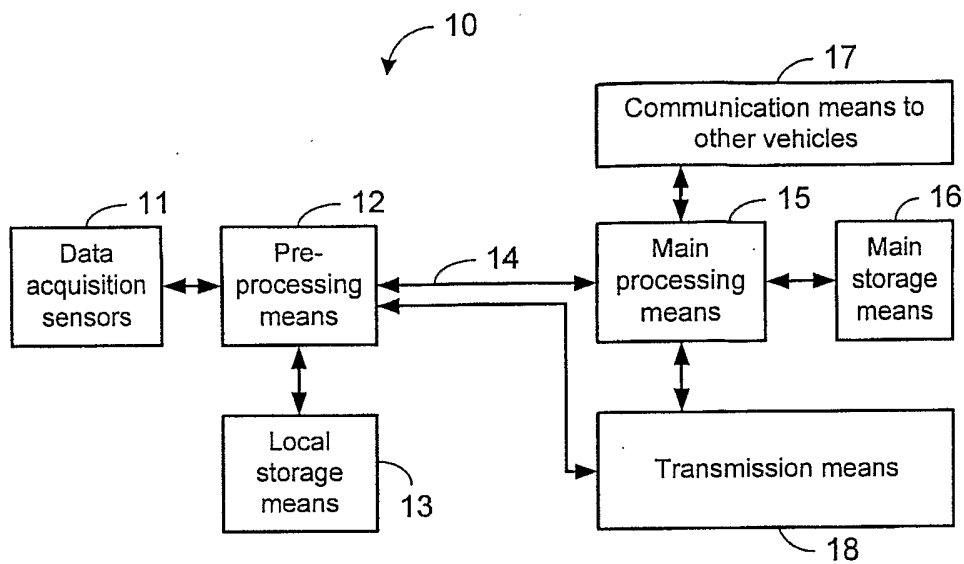 10
17
Communication means to
other vehicles
11
Data
acquisition
sensors
12
Pre-
processing
means
14
15
Main
processing
means
16
Main
storage
means
Local
storage
means
13
Transmission means
18